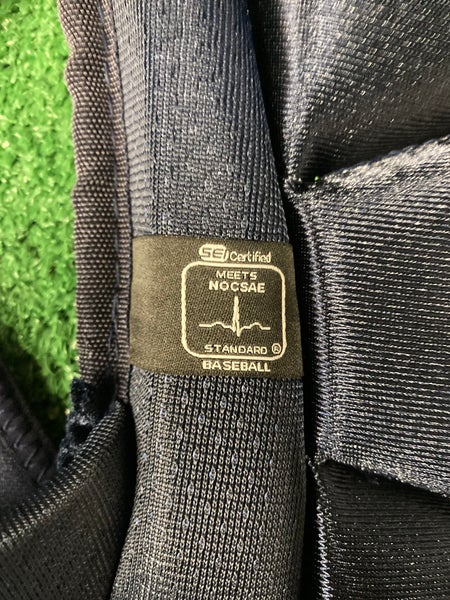 SEI Certified
MEETS
NOCSAE
STANDARD ®
BASEBALL